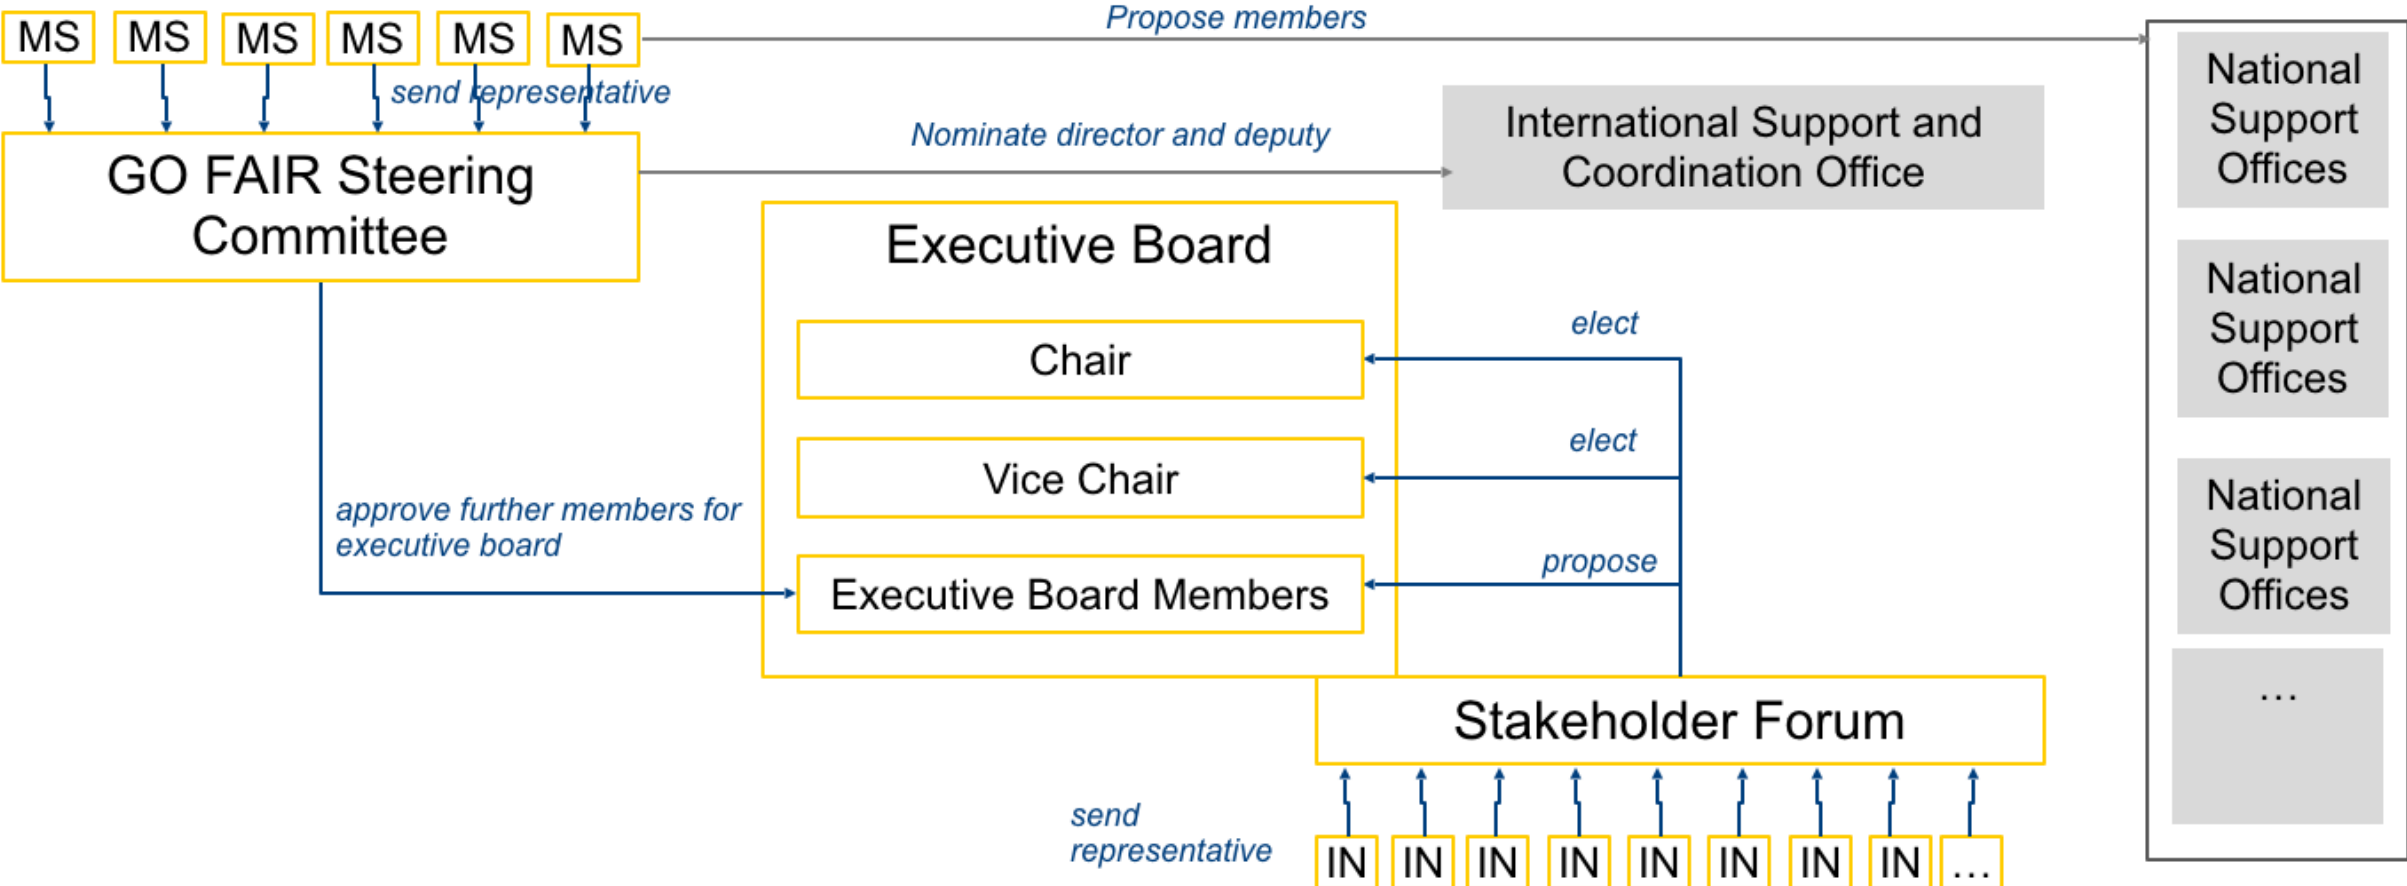 MS MS MS MS MS MS
Propose members
send representative
GO FAIR Steering
Committee
Nominate director and deputy
International Support and
Coordination Office
National
Support
Offices
National
Support
Offices
National
Support
Offices
…
Executive Board
Chair
elect
Vice Chair
elect
approve further members for
executive board
Executive Board Members
propose
Stakeholder Forum
send
representative
IN IN IN IN IN IN IN IN …